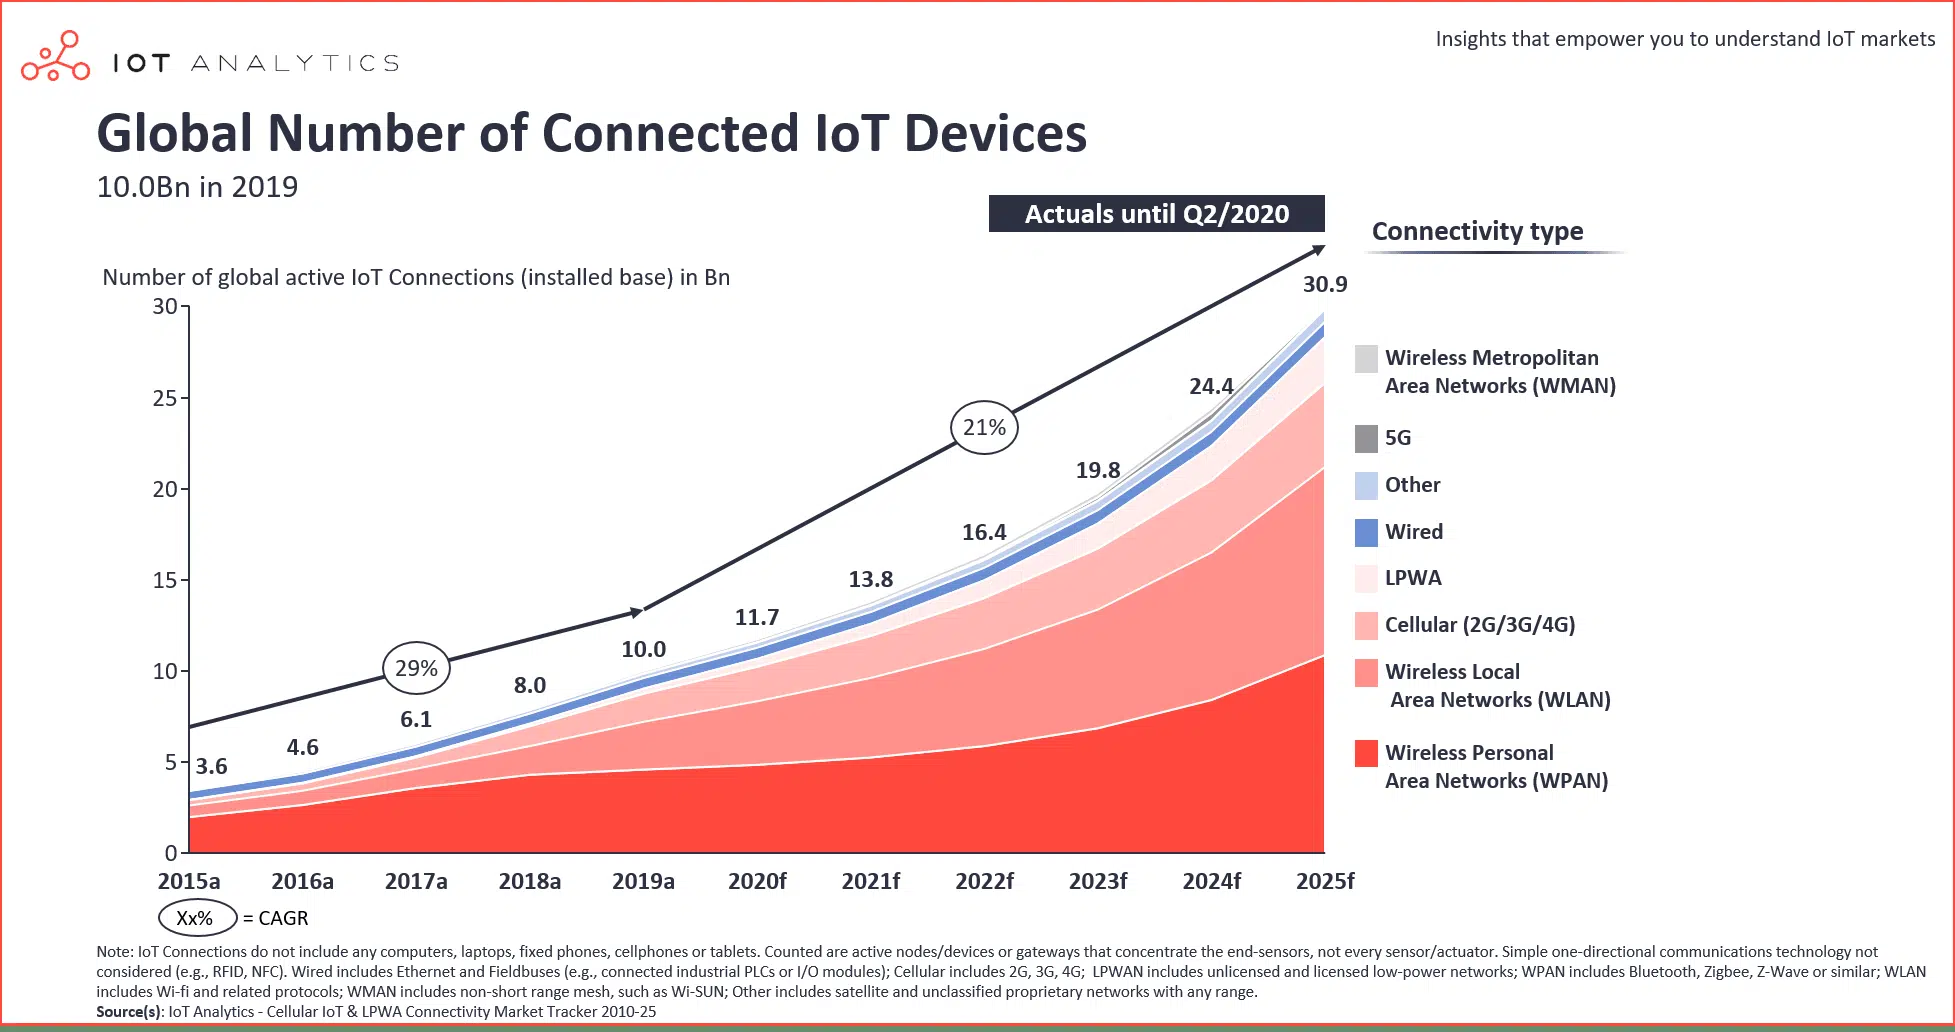 IOT ANALYTICS
Insights that empower you to understand IoT markets
Global Number of Connected IoT Devices
10.0Bn in 2019
Actuals until Q2/2020
Connectivity type
Number of global active IoT Connections (installed base) in Bn
30
25
20
15
10
5
0
3.6
4.6
6.1
8.0
10.0
11.7
13.8
16.4
19.8
24.4
30.9
29%
21%
Wireless Metropolitan
Area Networks (WMAN)
5G
Other
Wired
LPWA
Cellular (2G/3G/4G)
Wireless Local
Area Networks (WLAN)
Wireless Personal
Area Networks (WPAN)
2015a 2016a 2017a 2018a 2019a 2020f 2021f 2022f 2023f 2024f 2025f
Xx% = CAGR
Note: IoT Connections do not include any computers, laptops, fixed phones, cellphones or tablets. Counted are active nodes/devices or gateways that concentrate the end-sensors, not every sensor/actuator. Simple one-directional communications technology not
considered (e.g., RFID, NFC). Wired includes Ethernet and Fieldbuses (e.g., connected industrial PLCs or I/O modules); Cellular includes 2G, 3G, 4G; LPWAN includes unlicensed and licensed low-power networks; WPAN includes Bluetooth, Zigbee, Z-Wave or similar; WLAN
includes Wi-fi and related protocols; WMAN includes non-short range mesh, such as Wi-SUN; Other includes satellite and unclassified proprietary networks with any range.
Source(s): IoT Analytics - Cellular IoT & LPWA Connectivity Market Tracker 2010-25